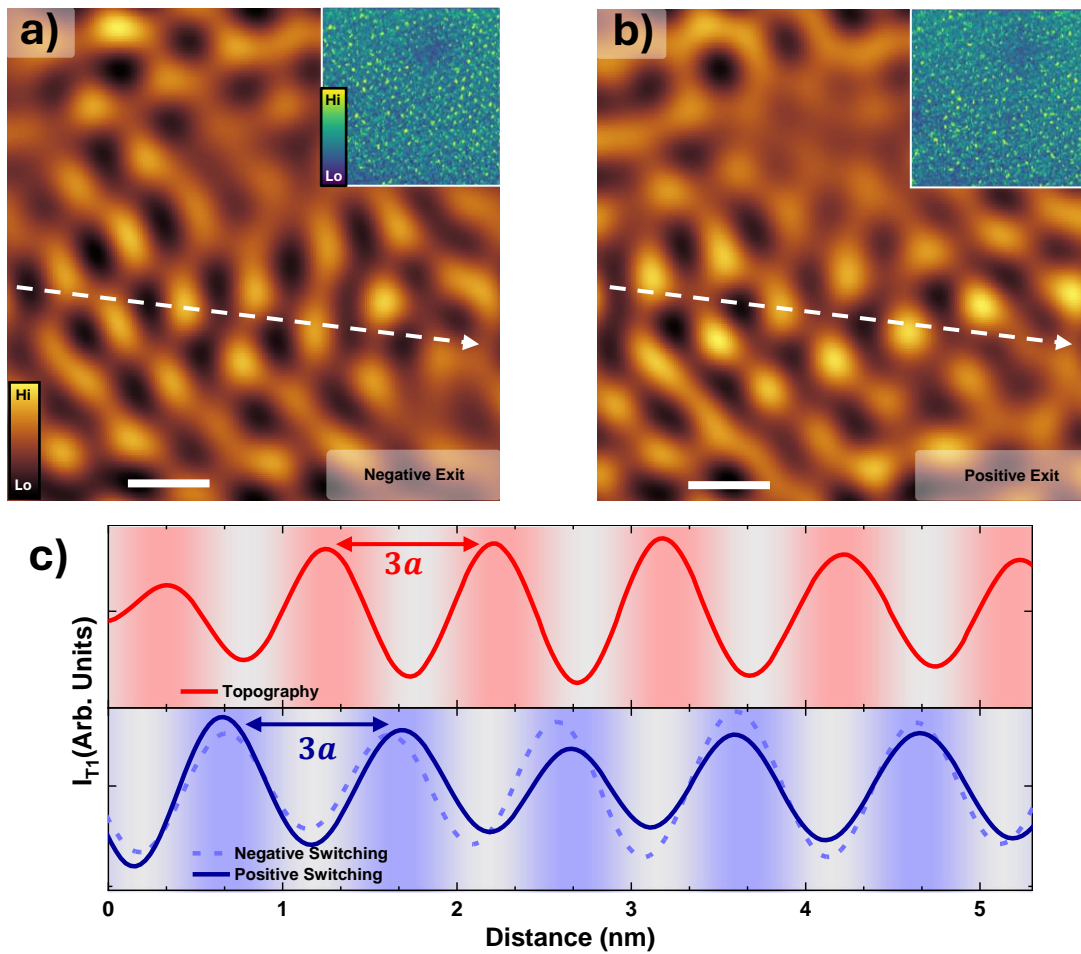 a)
Hi
Lo
Hi
Lo
Negative Exit
b)
Positive Exit
c)
3a
Topography
3a
Negative Switching
Positive Switching
I_T1 (Arb. Units)
0 1 2 3 4 5
Distance (nm)